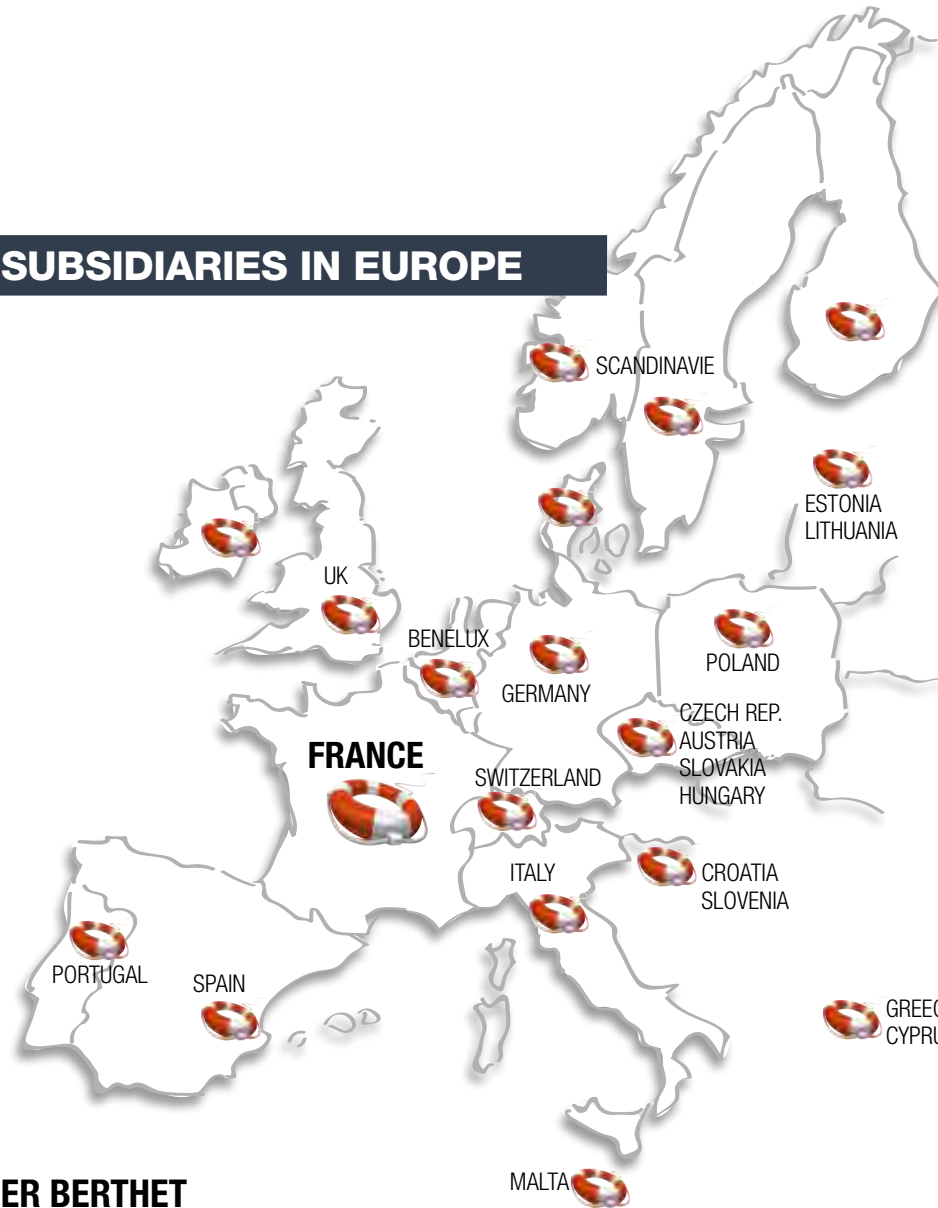 SUBSIDIARIES IN EUROPE
SCANDINAVIE
ESTONIA
LITHUANIA
UK
BENELUX
GERMANY
POLAND
CZECH REP.
AUSTRIA
SLOVAKIA
HUNGARY
FRANCE
SWITZERLAND
ITALY
CROATIA
SLOVENIA
PORTUGAL
SPAIN
MALTA
ER BERTHET